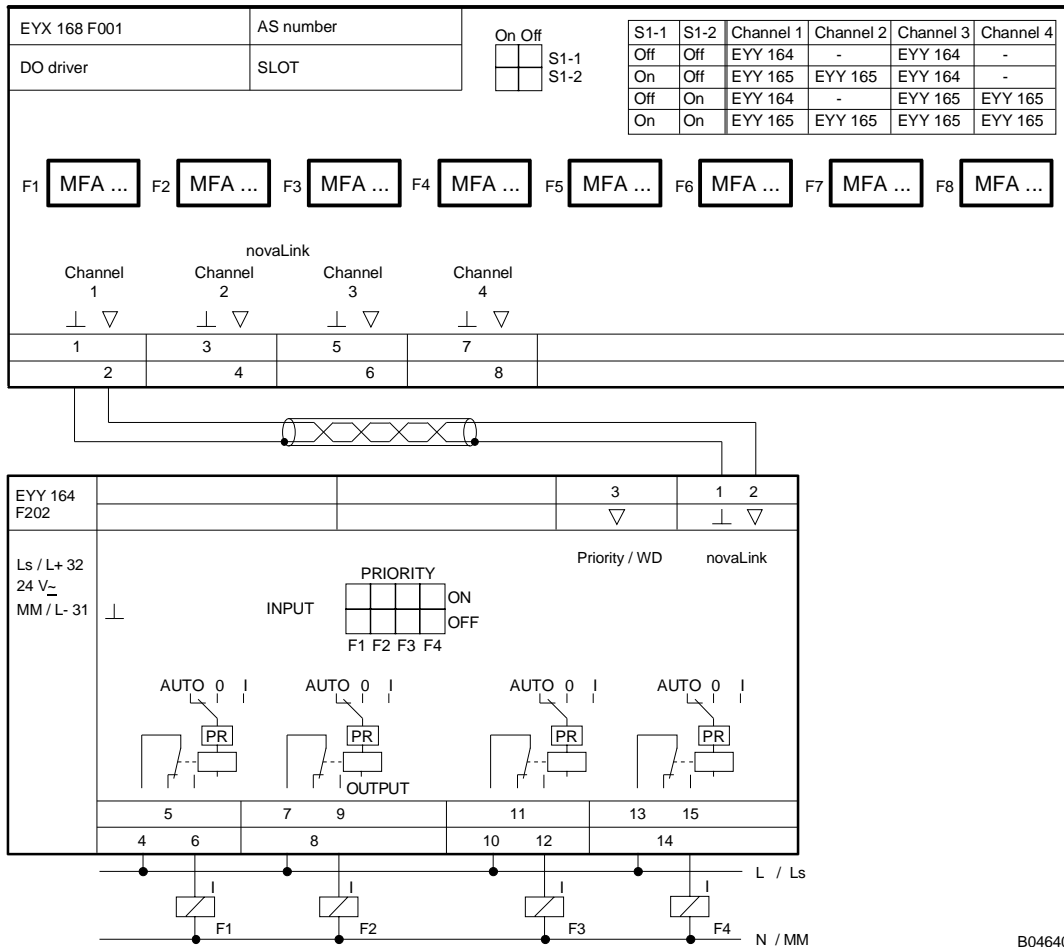 EYX 168 F001
AS number
DO driver
SLOT
On Off
S1-1
S1-2
S1-1 S1-2 Channel 1 Channel 2 Channel 3 Channel 4
Off Off EYY 164 - EYY 164 -
On Off EYY 165 EYY 165 EYY 164 -
Off On EYY 164 - EYY 165 EYY 165
On On EYY 165 EYY 165 EYY 165 EYY 165
F1 MFA ... F2 MFA ... F3 MFA ... F4 MFA ... F5 MFA ... F6 MFA ... F7 MFA ... F8 MFA ...
novaLink
Channel Channel Channel Channel
1 2 3 4
1 3 5 7
2 4 6 8
EYY 164
F202
3 1 2
Ls / L+ 32
24 V~
MM / L- 31
Priority / WD novaLink
PRIORITY
INPUT
ON
OFF
F1 F2 F3 F4
AUTO 0 I AUTO 0 I AUTO 0 I AUTO 0 I
PR PR PR PR
OUTPUT
5 7 9 11 13 15
4 6 8 10 12 14
L / Ls
I I I I
F1 F2 F3 F4
N / MM
B04640